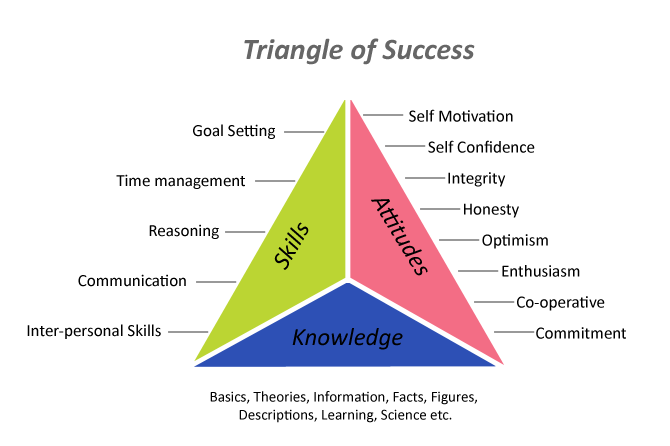 Triangle of Success
Goal Setting
Time management
Reasoning
Communication
Inter-personal Skills
Skills
Attitudes
Self Motivation
Self Confidence
Integrity
Honesty
Optimism
Enthusiasm
Co-operative
Commitment
Knowledge
Basics, Theories, Information, Facts, Figures,
Descriptions, Learning, Science etc.